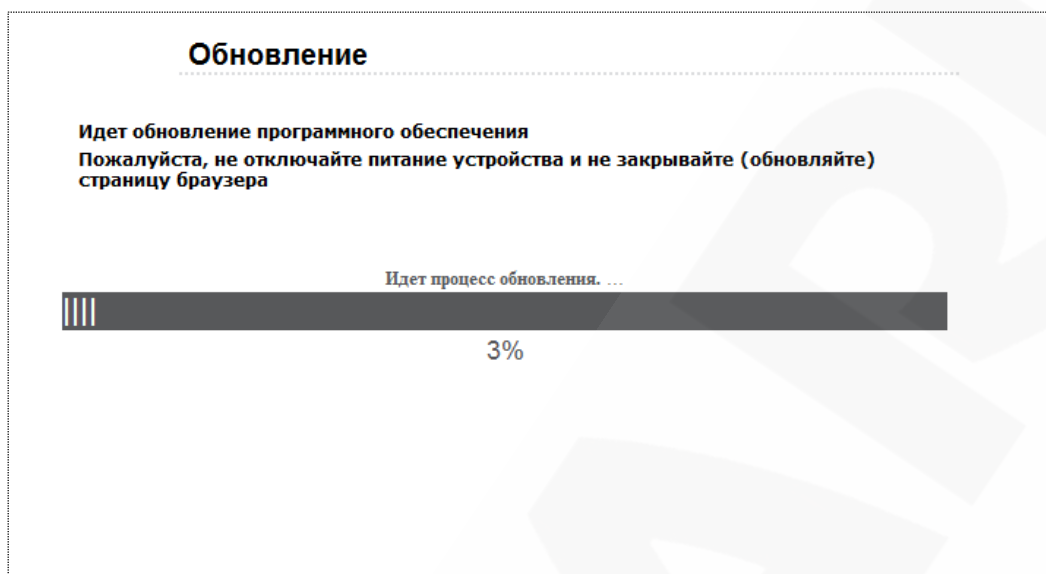 Обновление
Идет обновление программного обеспечения
Пожалуйста, не отключайте питание устройства и не закрывайте (обновляйте)
страницу браузера
Идет процесс обновления. ...
3%